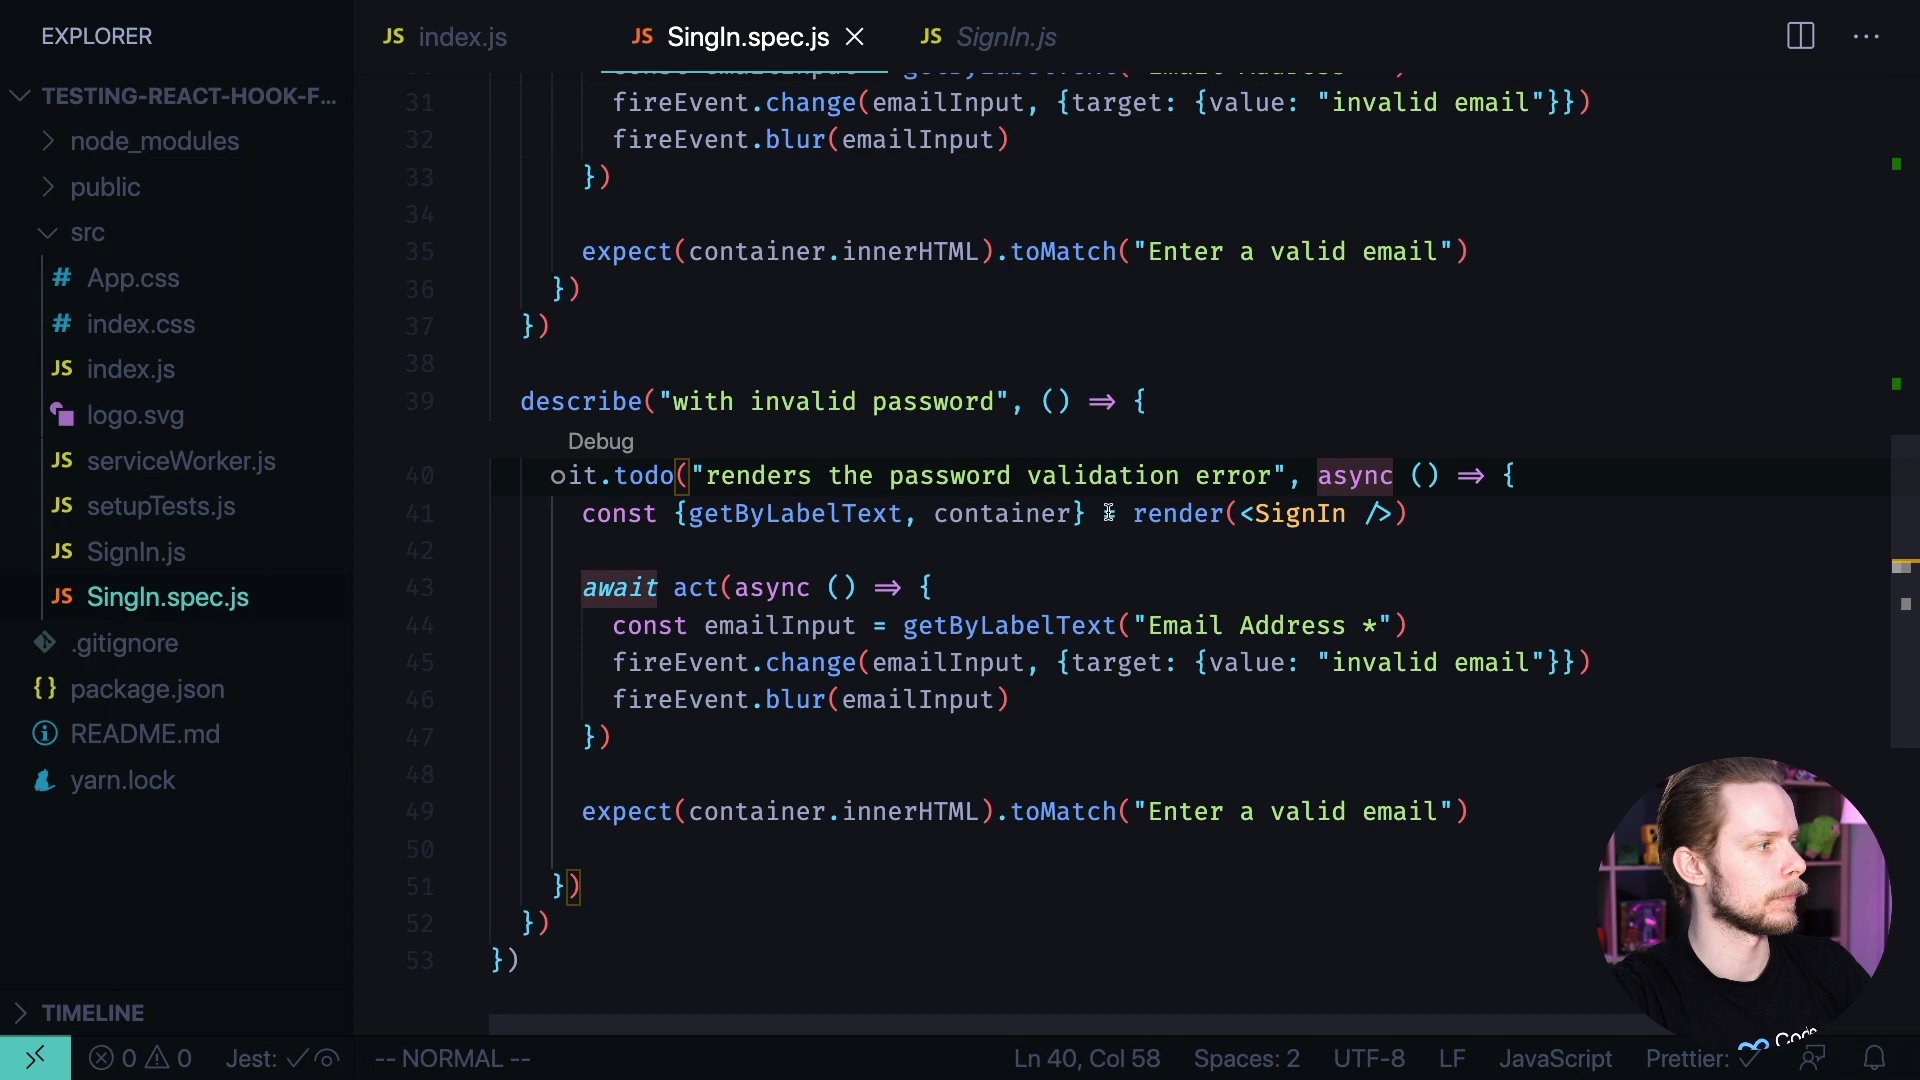 EXPLORER
TESTING-REACT-HOOK-F...
node_modules
public
src
# App.css
# index.css
JS index.js
logo.svg
JS serviceWorker.js
JS setupTests.js
JS SignIn.js
JS SingIn.spec.js
.gitignore
{} package.json
README.md
yarn.lock
TIMELINE
JS index.js
JS SingIn.spec.js
JS SignIn.js
31 fireEvent.change(emailInput, {target: {value: "invalid email"}})
32 fireEvent.blur(emailInput)
33 })
34
35 expect(container.innerHTML).toMatch("Enter a valid email")
36 })
37 })
38
39 describe("with invalid password", () => {
Debug
40 it.todo("renders the password validation error", async () => {
41 const {getByLabelText, container} = render(<SignIn />)
42
43 await act(async () => {
44 const emailInput = getByLabelText("Email Address *")
45 fireEvent.change(emailInput, {target: {value: "invalid email"}})
46 fireEvent.blur(emailInput)
47 })
48
49 expect(container.innerHTML).toMatch("Enter a valid email")
50
51 })
52 })
53 })
0 0 Jest: -- NORMAL -- Ln 40, Col 58 Spaces: 2 UTF-8 LF JavaScript Prettier: